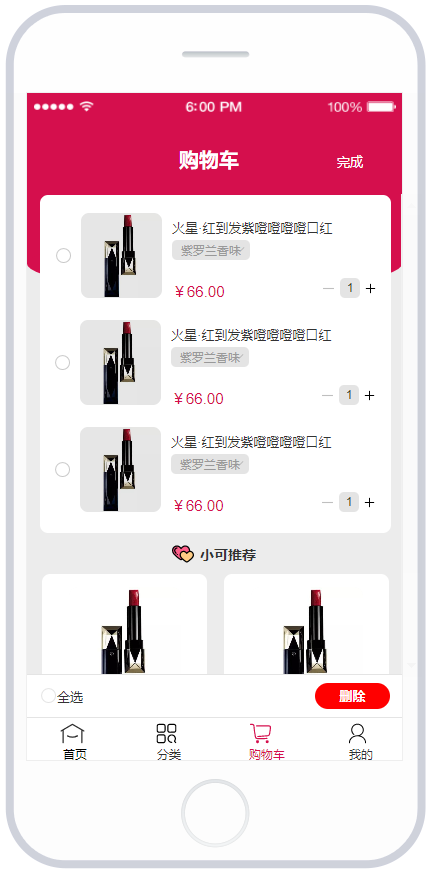 6:00 PM 100%
购物车 完成
火星·红到发紫噔噔噔噔口红
紫罗兰香味
￥66.00 1
火星·红到发紫噔噔噔噔口红
紫罗兰香味
￥66.00 1
火星·红到发紫噔噔噔噔口红
紫罗兰香味
￥66.00 1
小可推荐
全选 删除
首页 分类 购物车 我的